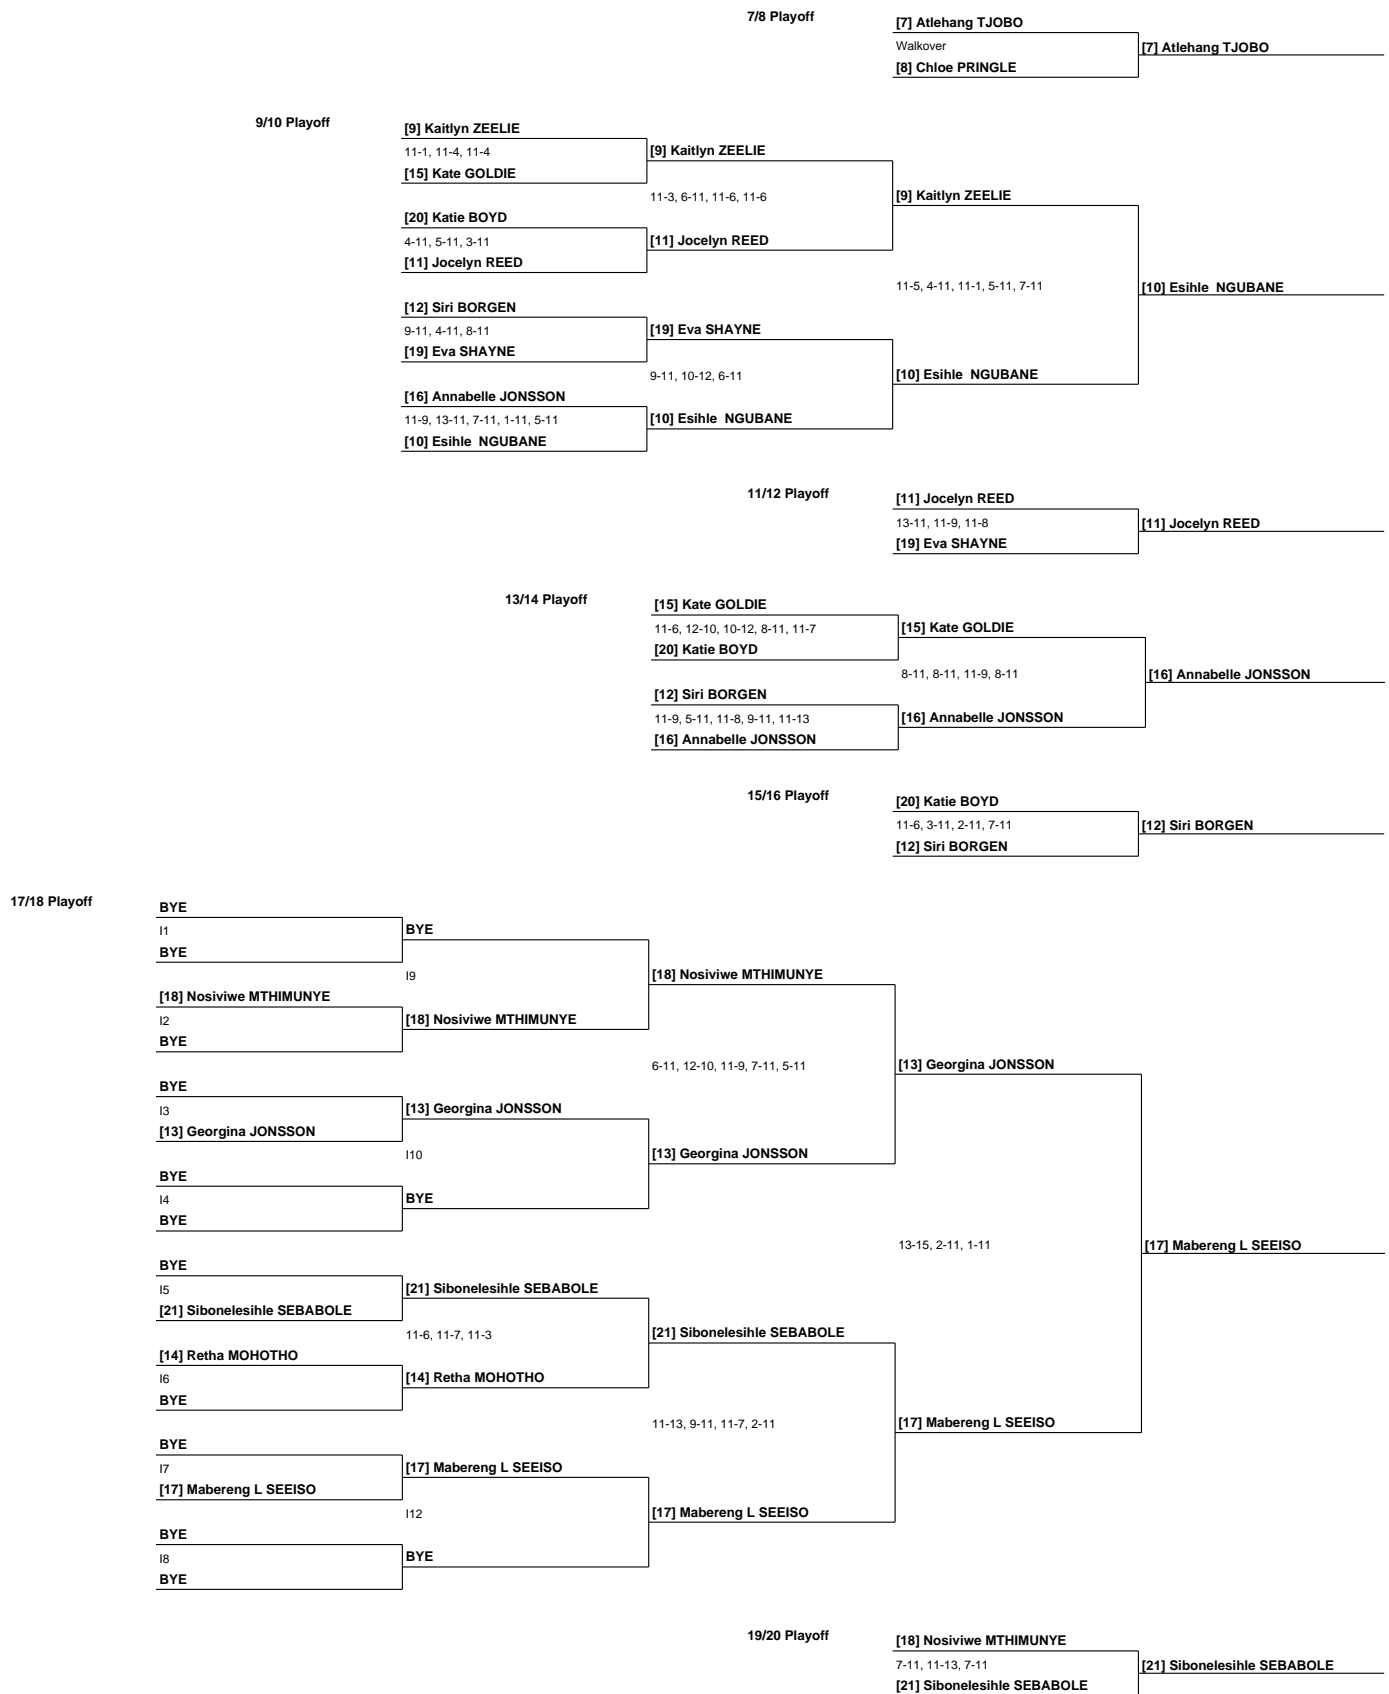 7/8 Playoff
[7] Atlehang TJOBO
Walkover
[7] Atlehang TJOBO
[8] Chloe PRINGLE
9/10 Playoff
[9] Kaitlyn ZEELIE
11-1, 11-4, 11-4
[9] Kaitlyn ZEELIE
[15] Kate GOLDIE
11-3, 6-11, 11-6, 11-6
[9] Kaitlyn ZEELIE
[20] Katie BOYD
4-11, 5-11, 3-11
[11] Jocelyn REED
[11] Jocelyn REED
11-5, 4-11, 11-1, 5-11, 7-11
[10] Esihle NGUBANE
[12] Siri BORGEN
9-11, 4-11, 8-11
[19] Eva SHAYNE
[19] Eva SHAYNE
9-11, 10-12, 6-11
[10] Esihle NGUBANE
[16] Annabelle JONSSON
11-9, 13-11, 7-11, 1-11, 5-11
[10] Esihle NGUBANE
[10] Esihle NGUBANE
11/12 Playoff
[11] Jocelyn REED
13-11, 11-9, 11-8
[11] Jocelyn REED
[19] Eva SHAYNE
13/14 Playoff
[15] Kate GOLDIE
11-6, 12-10, 10-12, 8-11, 11-7
[15] Kate GOLDIE
[20] Katie BOYD
8-11, 8-11, 11-9, 8-11
[16] Annabelle JONSSON
[12] Siri BORGEN
11-9, 5-11, 11-8, 9-11, 11-13
[16] Annabelle JONSSON
[16] Annabelle JONSSON
15/16 Playoff
[20] Katie BOYD
11-6, 3-11, 2-11, 7-11
[12] Siri BORGEN
[12] Siri BORGEN
17/18 Playoff
BYE
I1
BYE
BYE
I9
[18] Nosiviwe MTHIMUNYE
[18] Nosiviwe MTHIMUNYE
I2
[18] Nosiviwe MTHIMUNYE
BYE
6-11, 12-10, 11-9, 7-11, 5-11
[13] Georgina JONSSON
BYE
I3
[13] Georgina JONSSON
[13] Georgina JONSSON
I10
[13] Georgina JONSSON
BYE
I4
BYE
BYE
13-15, 2-11, 1-11
[17] Mabereng L SEEISO
BYE
I5
[21] Sibonelesihle SEBABOLE
[21] Sibonelesihle SEBABOLE
11-6, 11-7, 11-3
[21] Sibonelesihle SEBABOLE
[14] Retha MOHOTHO
I6
[14] Retha MOHOTHO
BYE
11-13, 9-11, 11-7, 2-11
[17] Mabereng L SEEISO
BYE
I7
[17] Mabereng L SEEISO
[17] Mabereng L SEEISO
I12
[17] Mabereng L SEEISO
BYE
I8
BYE
BYE
19/20 Playoff
[18] Nosiviwe MTHIMUNYE
7-11, 11-13, 7-11
[21] Sibonelesihle SEBABOLE
[21] Sibonelesihle SEBABOLE